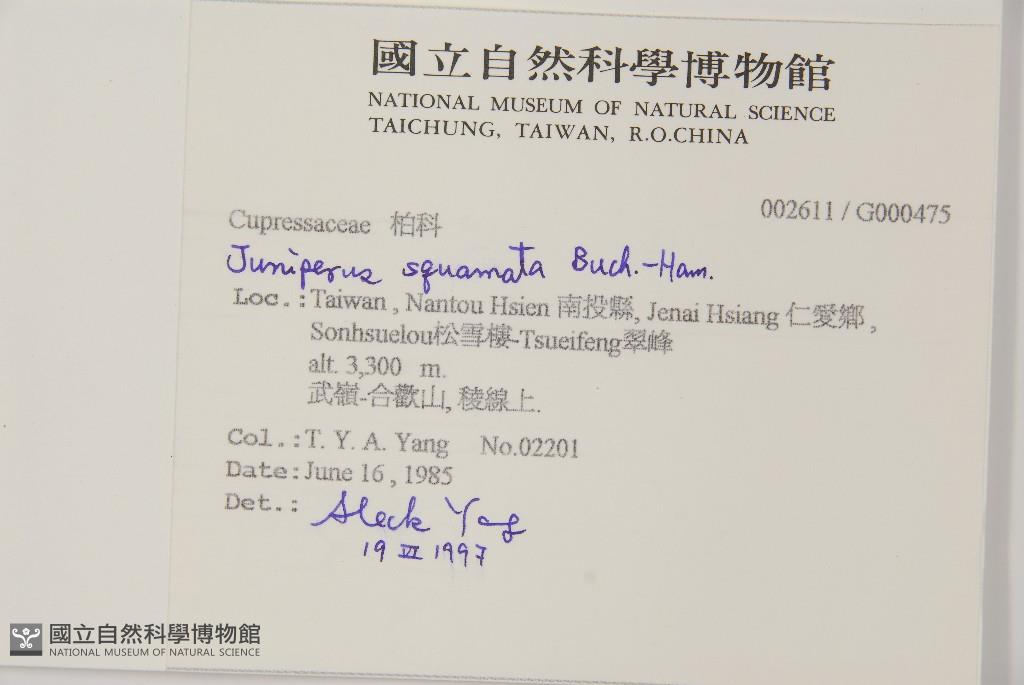 國立自然科學博物館
NATIONAL MUSEUM OF NATURAL SCIENCE
TAICHUNG, TAIWAN, R.O.CHINA
002611 / G000475
Cupressaceae 柏科
Juniperus squamata Buch.-Ham.
Loc.: Taiwan , Nantou Hsien 南投縣, Jenai Hsiang 仁愛鄉 ,
Sonhsuelou松雪樓-Tsueifeng翠峰
alt. 3,300 m.
武嶺-合歡山, 稜線上.
Col.: T. Y. A. Yang No.02201
Date: June 16 , 1985
Det.: Aleck Yang
19 VI 1997
國立自然科學博物館
NATIONAL MUSEUM OF NATURAL SCIENCE